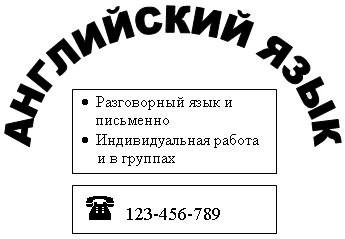 АНГЛИЙСКИЙ ЯЗЫК
• Разговорный язык и
письменно
• Индивидуальная работа
и в группах
☎ 123-456-789